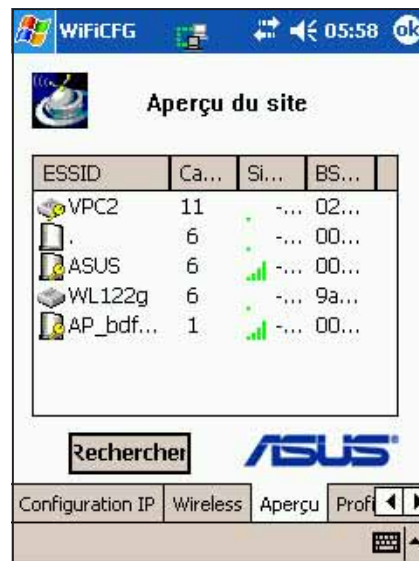 WiFiCFG 05:58 ok
Aperçu du site
ESSID Ca... Si... BS...
VPC2 11 -... 02...
. 6 -... 00...
ASUS 6 -... 00...
WL122g 6 -... 9a...
AP_bdf... 1 -... 00...
Rechercher
ASUS
Configuration IP Wireless Aperçu Profi